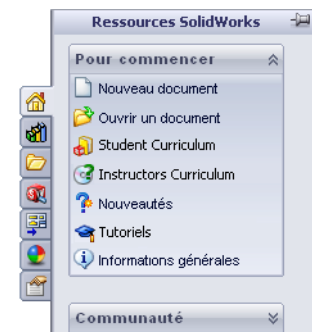 Ressources SolidWorks
Pour commencer
Nouveau document
Ouvrir un document
Student Curriculum
Instructors Curriculum
Nouveautés
Tutoriels
Informations générales
Communauté